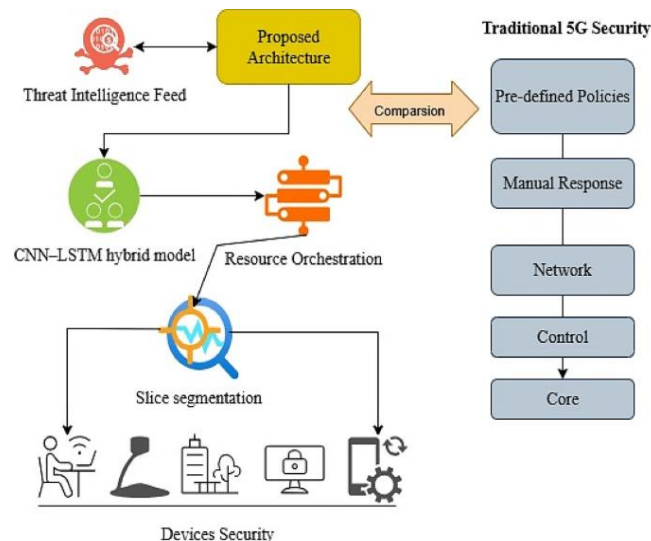 Proposed
Architecture
Threat Intelligence Feed
CNN–LSTM hybrid model
Resource Orchestration
Slice segmentation
Devices Security
Comparsion
Traditional 5G Security
Pre-defined Policies
Manual Response
Network
Control
Core